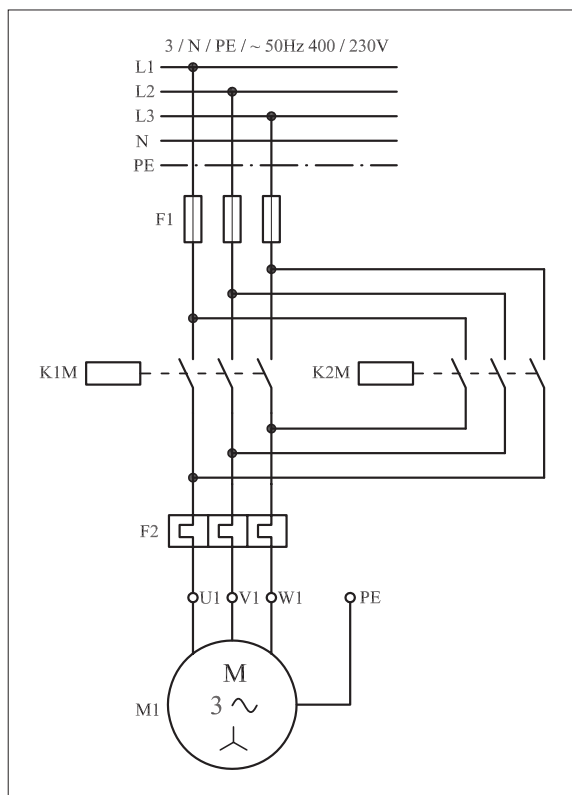 3 / N / PE / ~ 50Hz 400 / 230V
L1
L2
L3
N
PE
F1
K1M
K2M
F2
U1 V1 W1 PE
M
M1
3